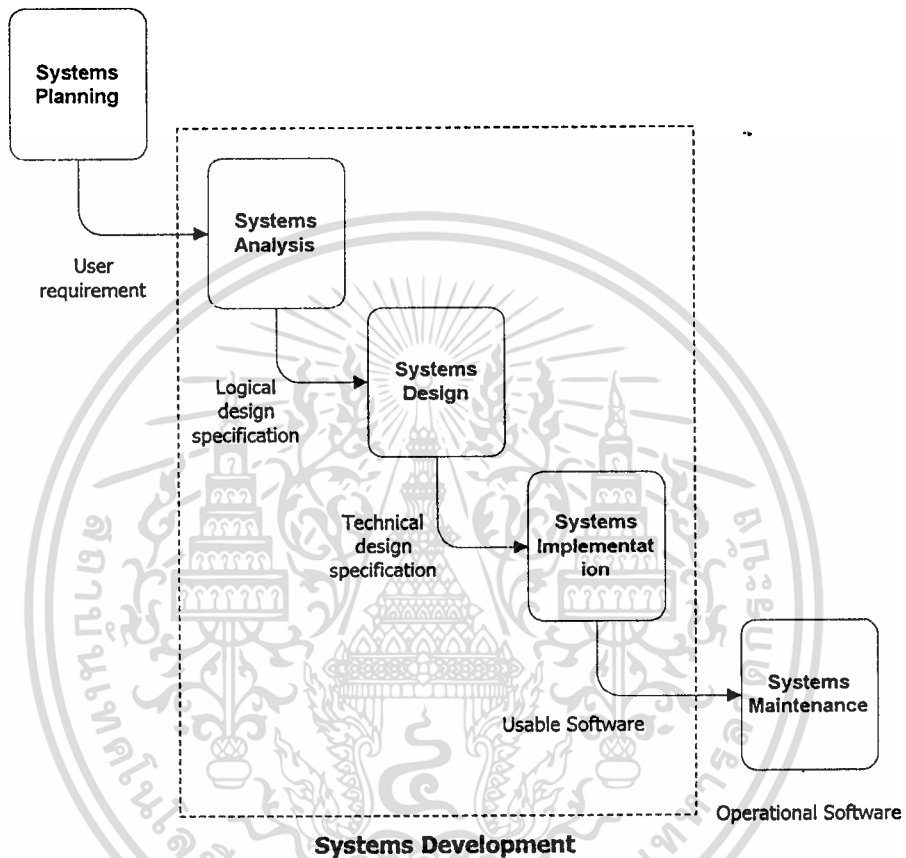 Systems
Planning
User
requirement
Systems
Analysis
Logical
design
specification
Systems
Design
Technical
design
specification
Systems
Implementat
ion
Usable Software
Systems
Maintenance
Operational Software
Systems Development